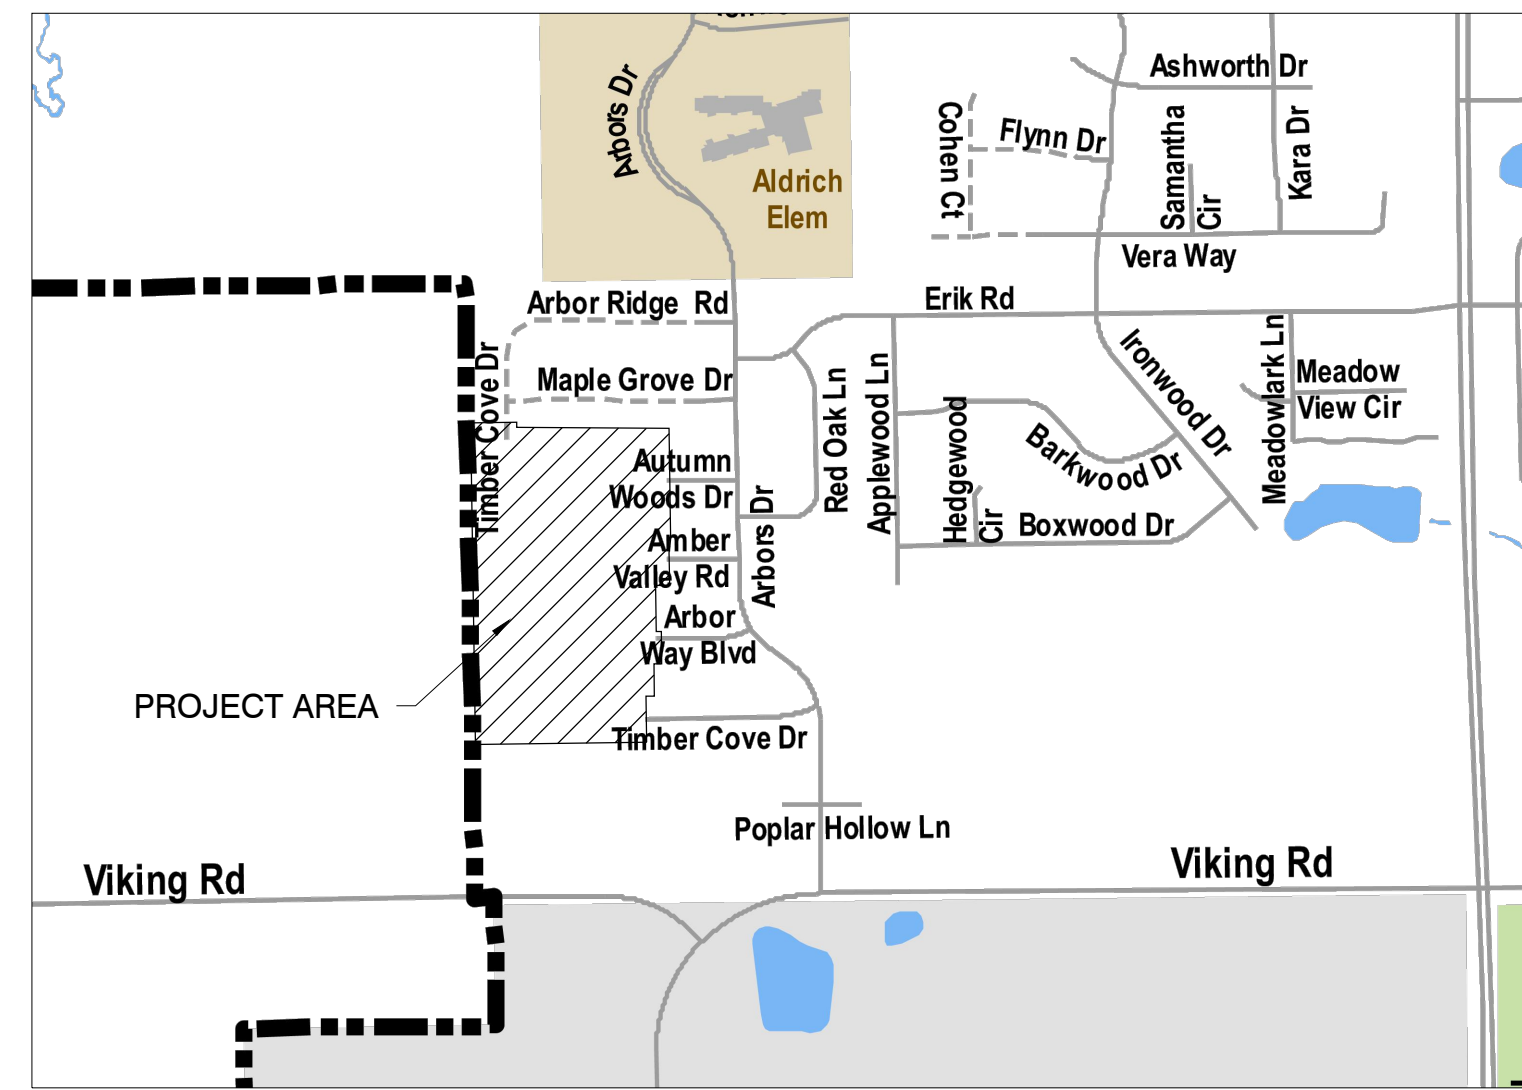 Arbors Dr
Aldrich
Elem
Ashworth Dr
Cohen Ct
Flynn Dr
Samantha
Cir
Kara Dr
Vera Way
Arbor Ridge Rd
Erik Rd
Timber Cove Dr
Maple Grove Dr
Red Oak Ln
Applewood Ln
Hedgewood
Cir
Barkwood Dr
Ironwood Dr
Meadowlark Ln
Meadow
View Cir
Autumn
Woods Dr
Arbors Dr
Boxwood Dr
Amber
Valley Rd
Arbor
Way Blvd
PROJECT AREA
Timber Cove Dr
Poplar Hollow Ln
Viking Rd
Viking Rd